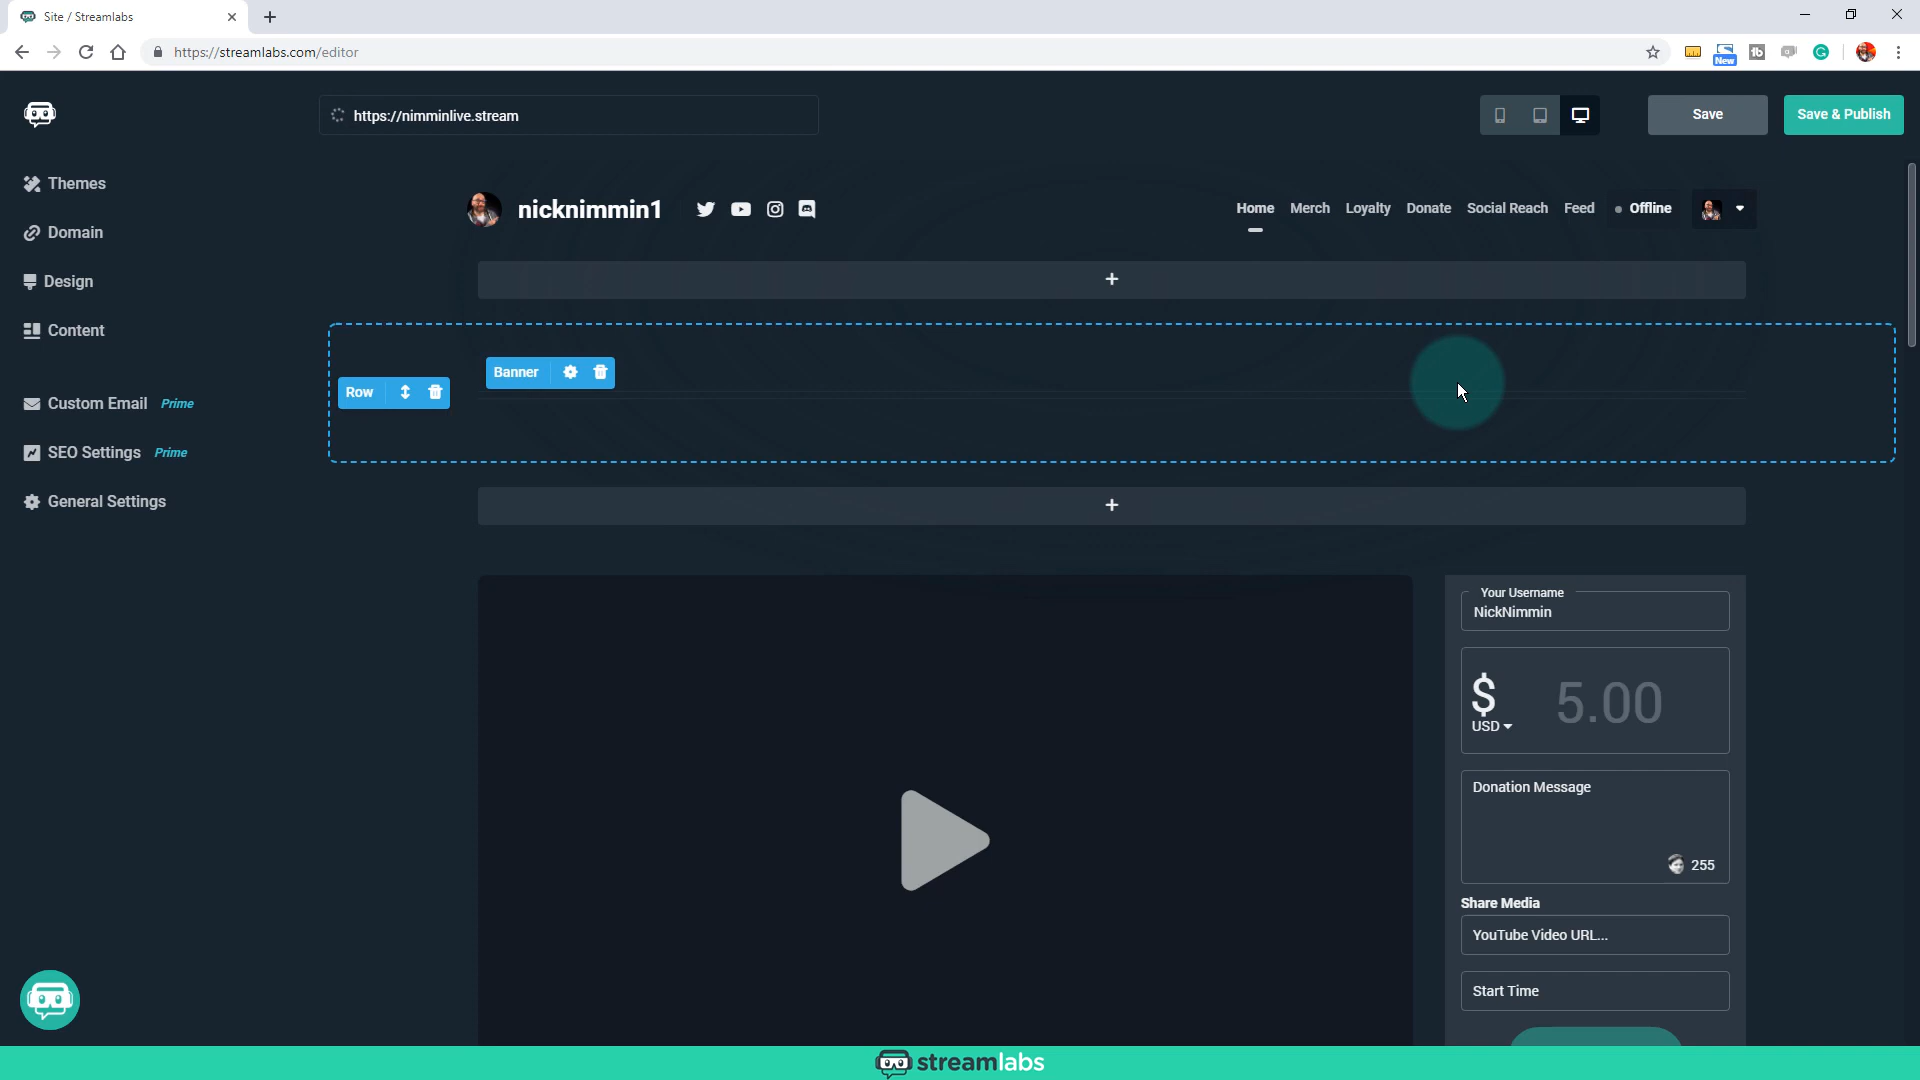 Site / Streamlabs
https://streamlabs.com/editor
New
https://nimminlive.stream
Save
Save & Publish
Themes
Domain
Design
Content
Custom Email Prime
SEO Settings Prime
General Settings
nicknimmin1
Home Merch Loyalty Donate Social Reach Feed Offline
Banner
Row
Your Username
NickNimmin
$ 5.00
USD
Donation Message
255
Share Media
YouTube Video URL...
Start Time
streamlabs